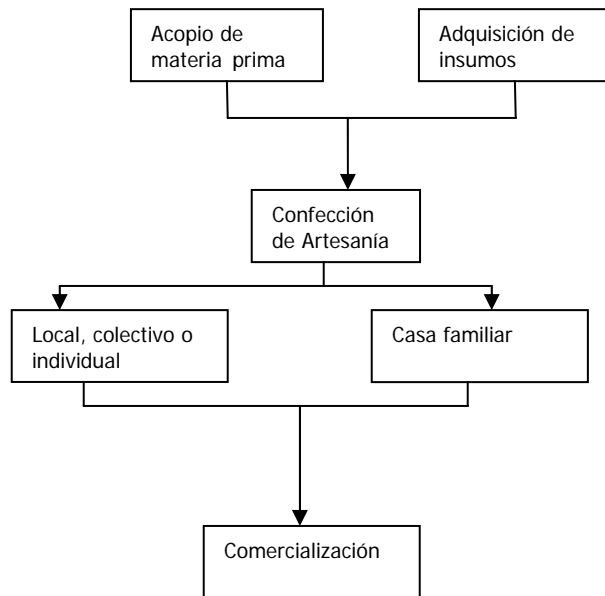 Acopio de
materia prima
Adquisición de
insumos
Confección
de Artesanía
Local, colectivo o
individual
Casa familiar
Comercialización